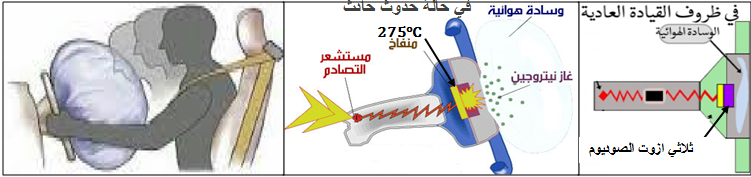 في ظروف القيادة العادية
الوسادة الهوائية
ثلاثي ازوت الصوديوم
في حالة حدوث حادث
وسادة هوائية
275°C
منفاخ
مستشعر
التصادم
غاز نيتروجين